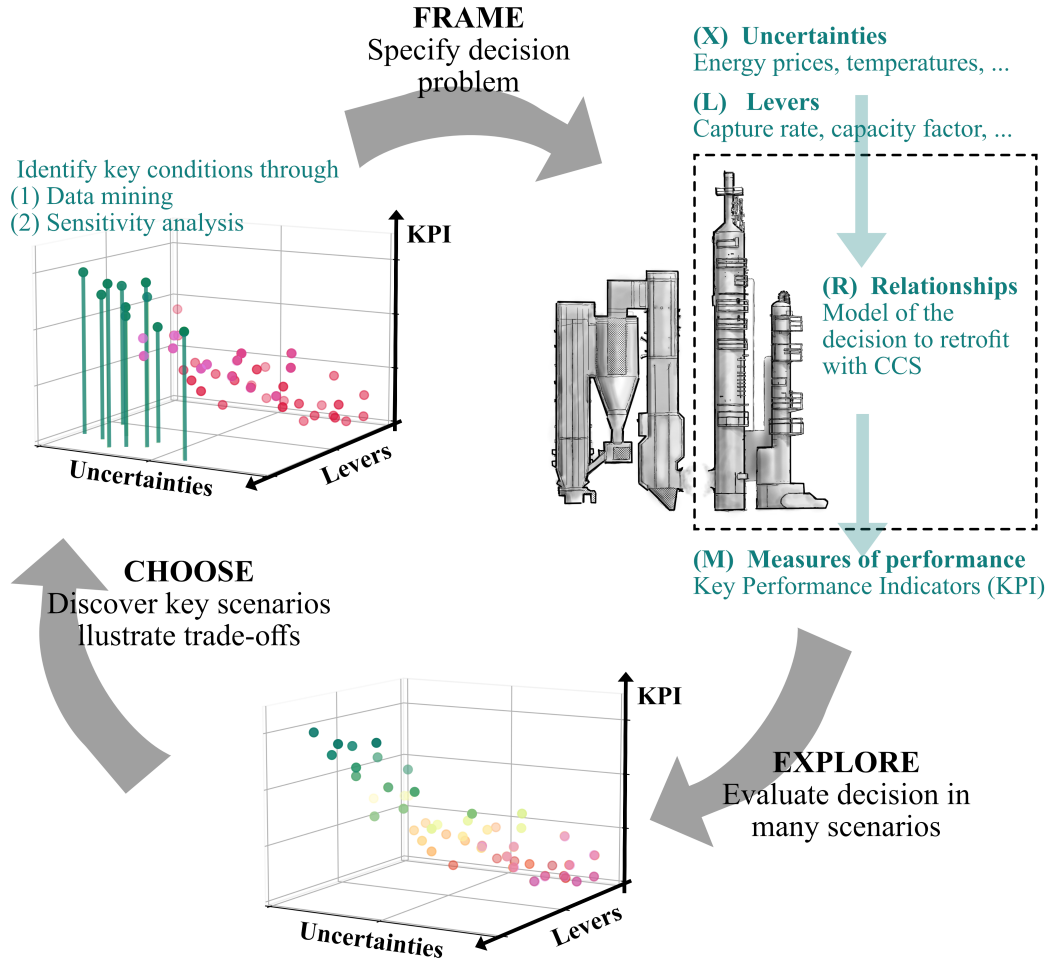 FRAME
Specify decision
problem
(X) Uncertainties
Energy prices, temperatures, ...
(L) Levers
Capture rate, capacity factor, ...
(R) Relationships
Model of the
decision to retrofit
with CCS
(M) Measures of performance
Key Performance Indicators (KPI)
EXPLORE
Evaluate decision in
many scenarios
KPI
Uncertainties
Levers
CHOOSE
Discover key scenarios
llustrate trade-offs
Identify key conditions through
(1) Data mining
(2) Sensitivity analysis
KPI
Uncertainties
Levers